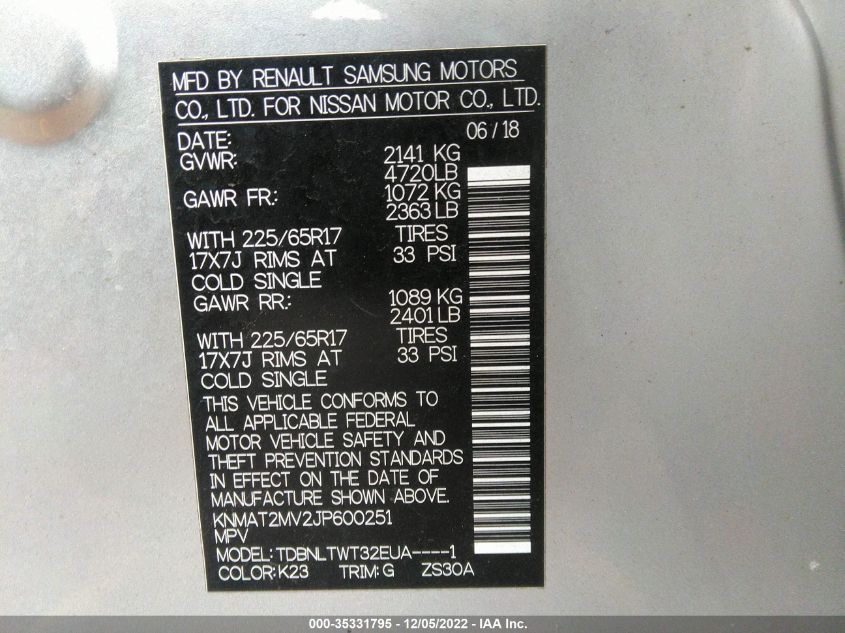 MFD BY RENAULT SAMSUNG MOTORS
CO., LTD. FOR NISSAN MOTOR CO., LTD.
DATE: 06/18
GVWR: 2141 KG
4720LB
GAWR FR: 1072 KG
2363 LB
WITH 225/65R17 TIRES
17X7J RIMS AT 33 PSI
COLD SINGLE
GAWR RR: 1089 KG
2401 LB
WITH 225/65R17 TIRES
17X7J RIMS AT 33 PSI
COLD SINGLE
THIS VEHICLE CONFORMS TO
ALL APPLICABLE FEDERAL
MOTOR VEHICLE SAFETY AND
THEFT PREVENTION STANDARDS
IN EFFECT ON THE DATE OF
MANUFACTURE SHOWN ABOVE.
KNMAT2MV2JP600251
MPV
MODEL: TDBNLTWT32EUA----1
COLOR: K23 TRIM: G ZS30A
000-35331795 - 12/05/2022 - IAA Inc.